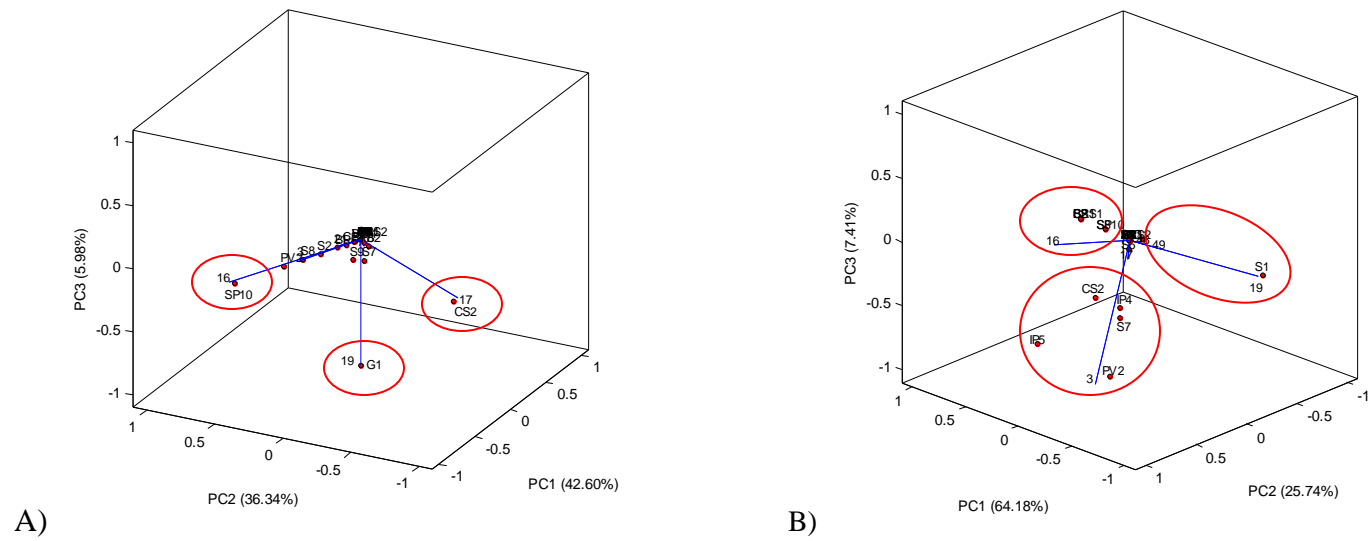 1
0.5
0
-0.5
-1
PC3 (5.98%)
16
SP10
PV2
S8
S2
S9
S7
17
CS2
19
G1
1
0.5
0
-0.5
-1
PC2 (36.34%)
-1
-0.5
0
0.5
1
PC1 (42.60%)
A)
1
0.5
0
-0.5
-1
PC3 (7.41%)
16
49
S1
19
CS2
IP4
S7
IP5
PV2
3
1
0.5
0
-0.5
-1
PC1 (64.18%)
1
0.5
0
-0.5
-1
PC2 (25.74%)
B)